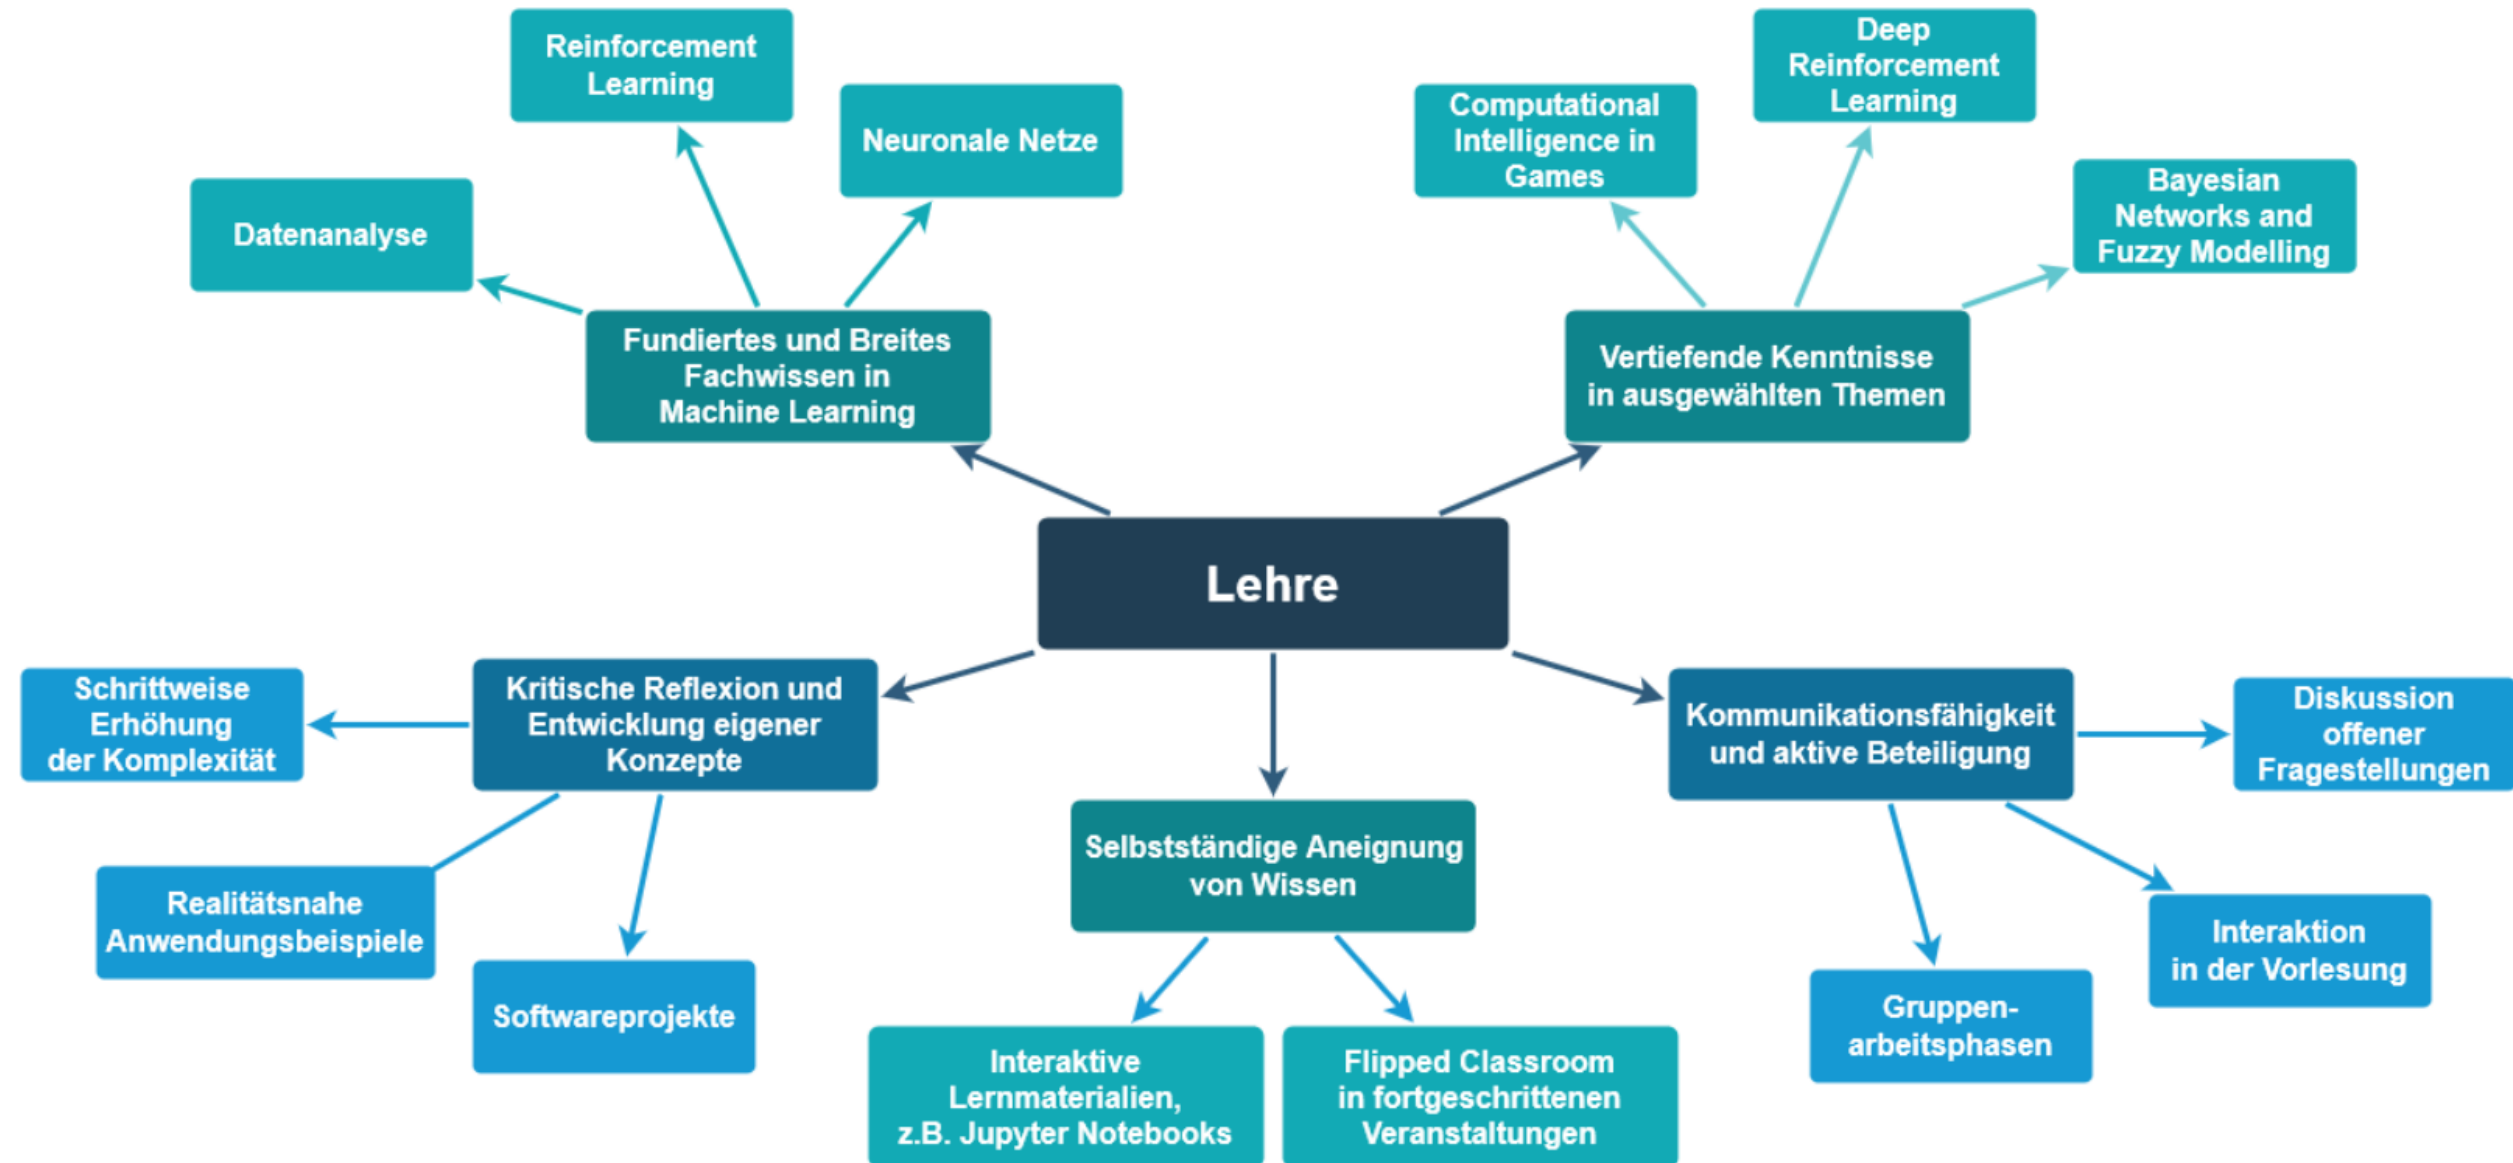 Reinforcement
Learning
Neuronale Netze
Datenanalyse
Fundiertes und Breites
Fachwissen in
Machine Learning
Computational
Intelligence in
Games
Deep
Reinforcement
Learning
Bayesian
Networks and
Fuzzy Modelling
Vertiefende Kenntnisse
in ausgewählten Themen
Lehre
Schrittweise
Erhöhung
der Komplexität
Kritische Reflexion und
Entwicklung eigener
Konzepte
Realitätsnahe
Anwendungsbeispiele
Softwareprojekte
Selbstständige Aneignung
von Wissen
Interaktive
Lernmaterialien,
z.B. Jupyter Notebooks
Flipped Classroom
in fortgeschrittenen
Veranstaltungen
Kommunikationsfähigkeit
und aktive Beteiligung
Diskussion
offener
Fragestellungen
Interaktion
in der Vorlesung
Gruppen-
arbeitsphasen